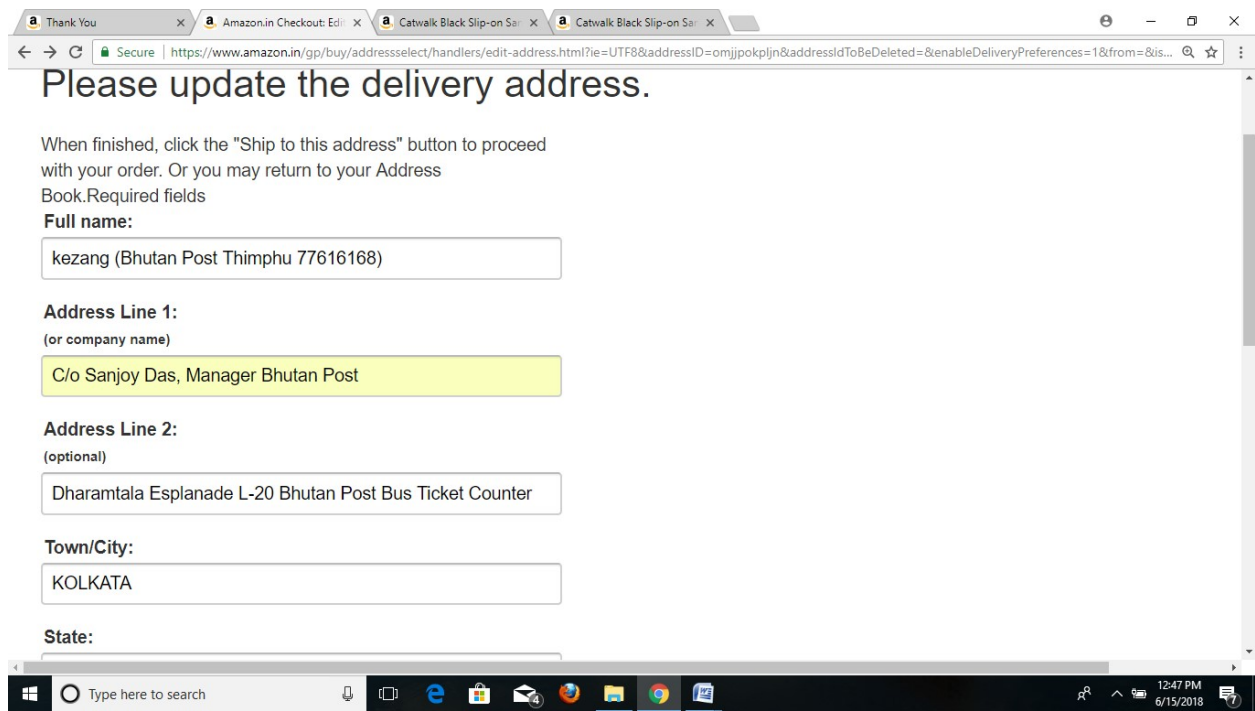 Thank You
Amazon.in Checkout: Edi
Catwalk Black Slip-on Sar
Catwalk Black Slip-on Sar
Secure | https://www.amazon.in/gp/buy/addressselect/handlers/edit-address.html?ie=UTF8&addressID=omjjpokpljn&addressIdToBeDeleted=&enableDeliveryPreferences=1&from=&is...
Please update the delivery address.
When finished, click the "Ship to this address" button to proceed
with your order. Or you may return to your Address
Book.Required fields
Full name:
kezang (Bhutan Post Thimphu 77616168)
Address Line 1:
(or company name)
C/o Sanjoy Das, Manager Bhutan Post
Address Line 2:
(optional)
Dharamtala Esplanade L-20 Bhutan Post Bus Ticket Counter
Town/City:
KOLKATA
State:
Type here to search
4
12:47 PM
6/15/2018
7